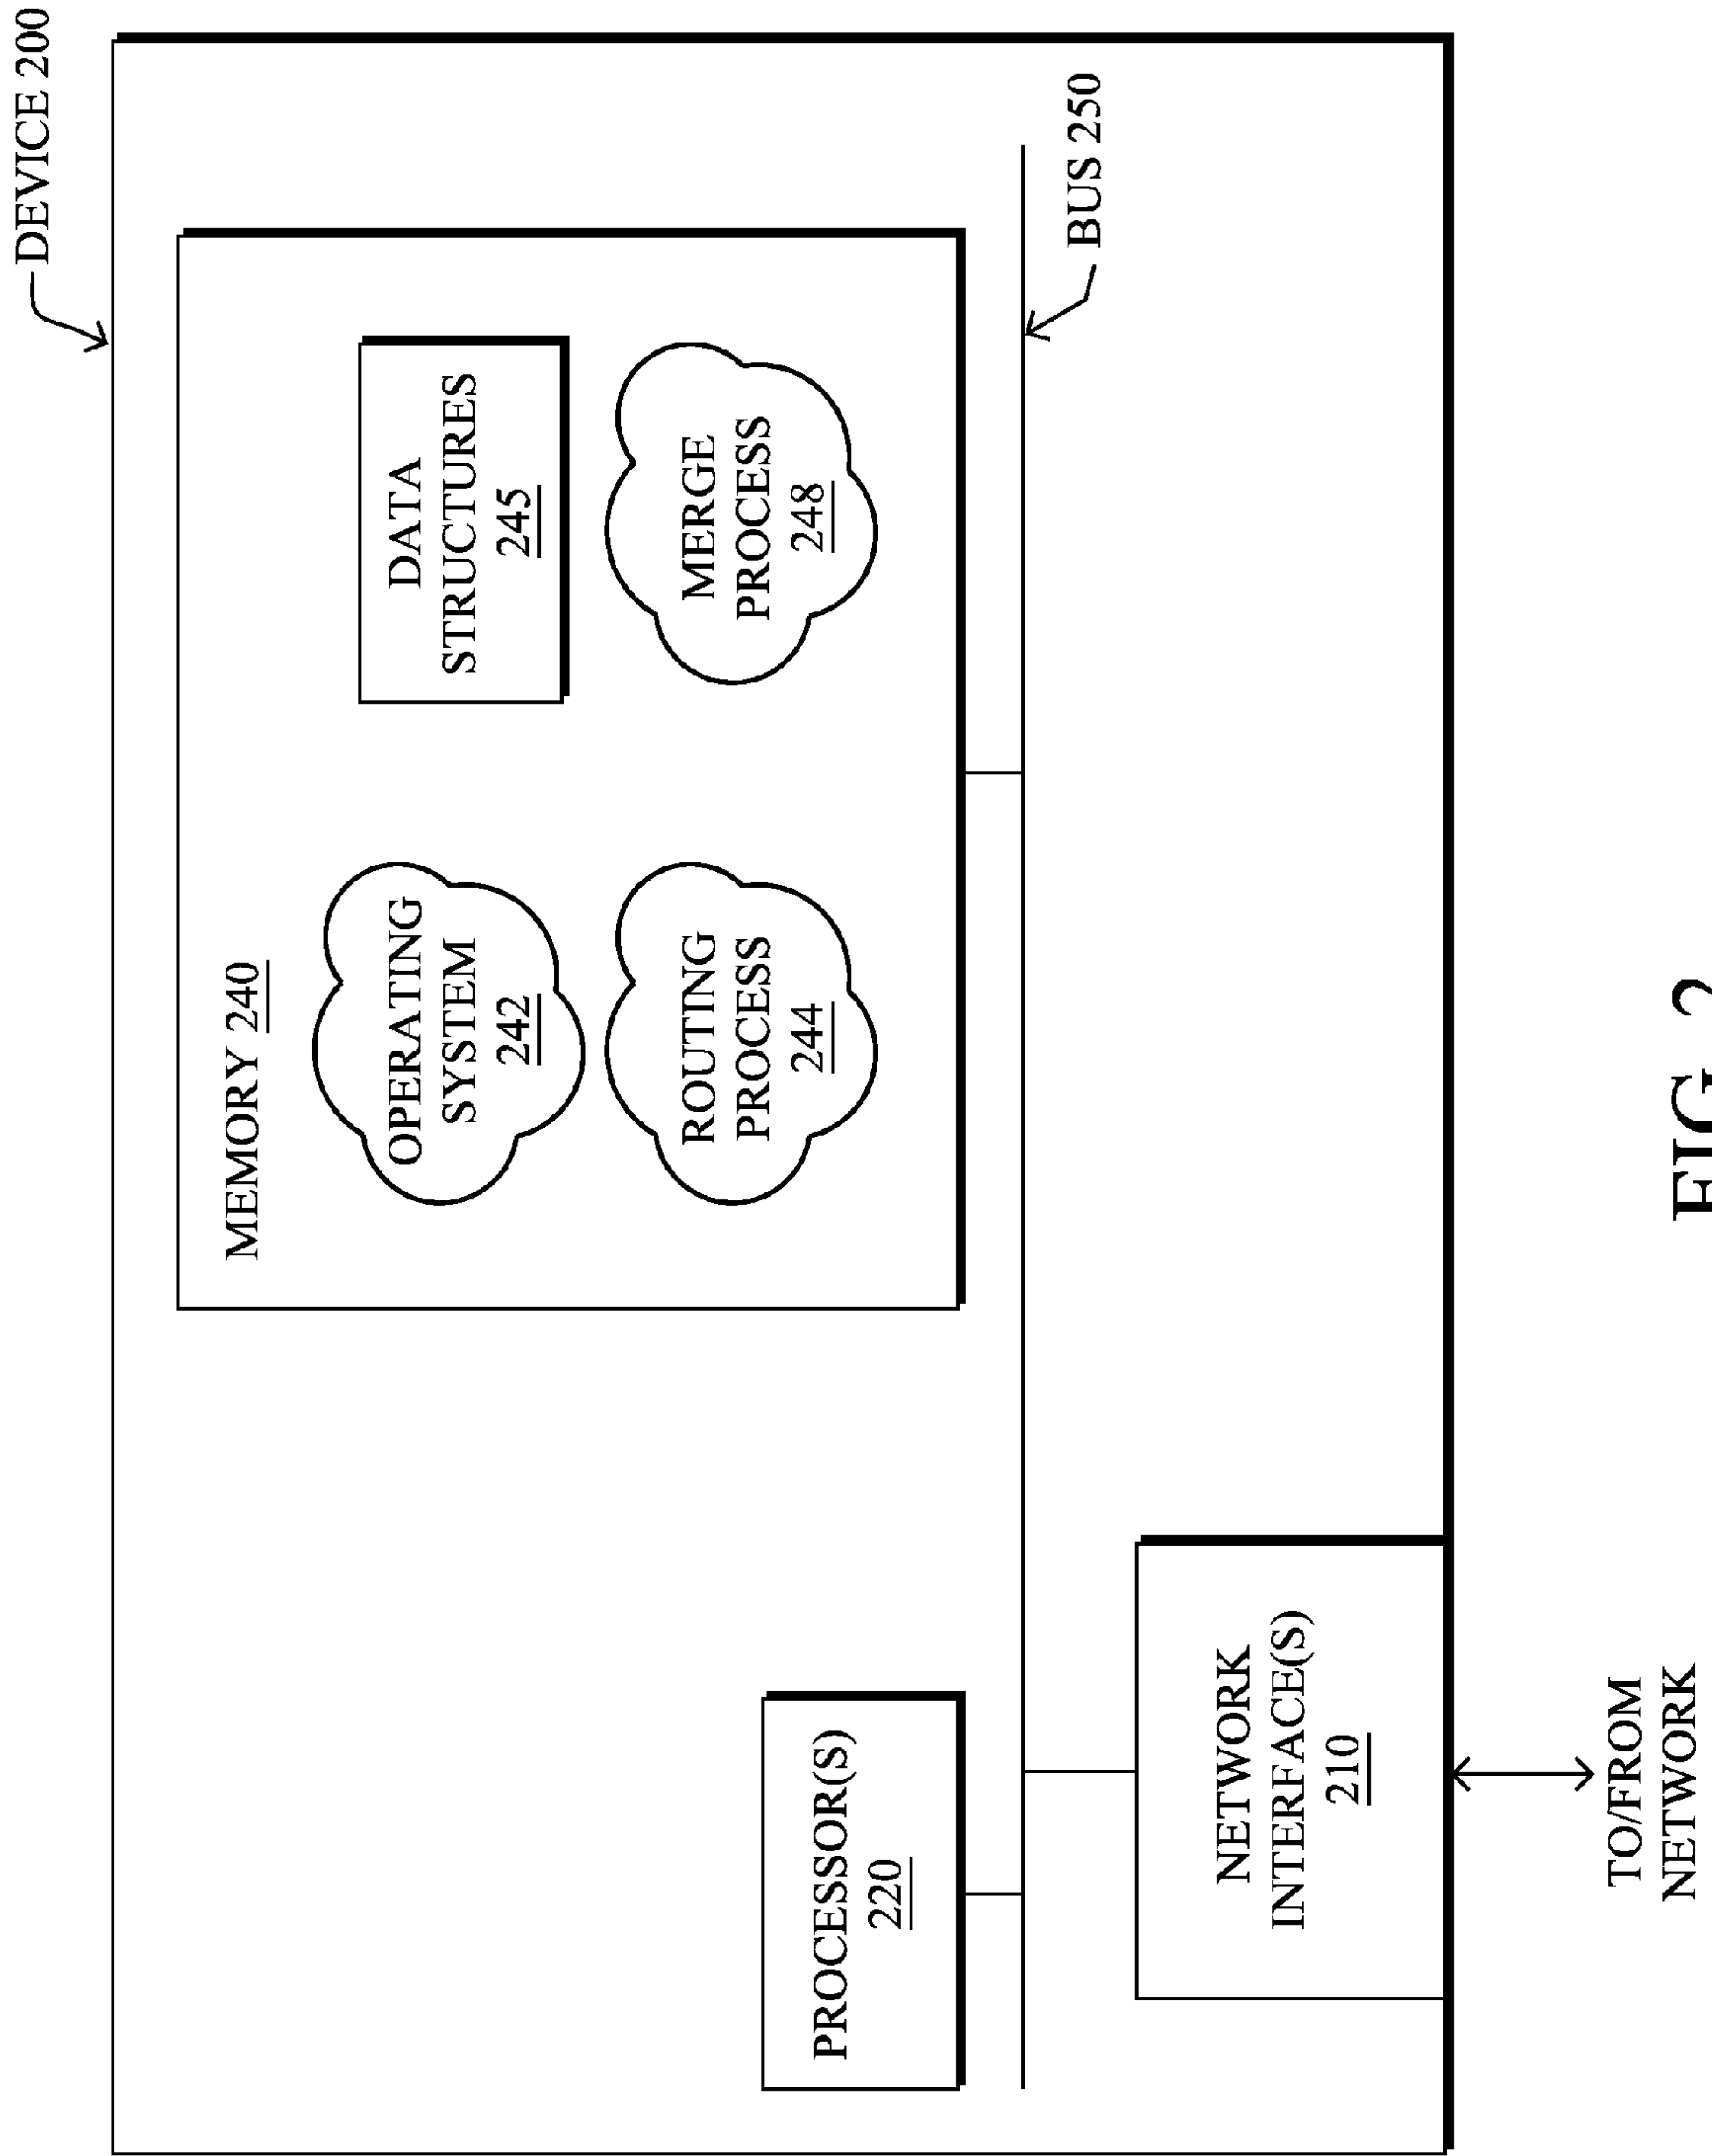 DEVICE 200
MEMORY 240
OPERATING
SYSTEM
242
DATA
STRUCTURES
245
ROUTING
PROCESS
244
MERGE
PROCESS
248
PROCESSOR(S)
220
BUS 250
NETWORK
INTERFACE(S)
210
TO/FROM
NETWORK
FIG. 2